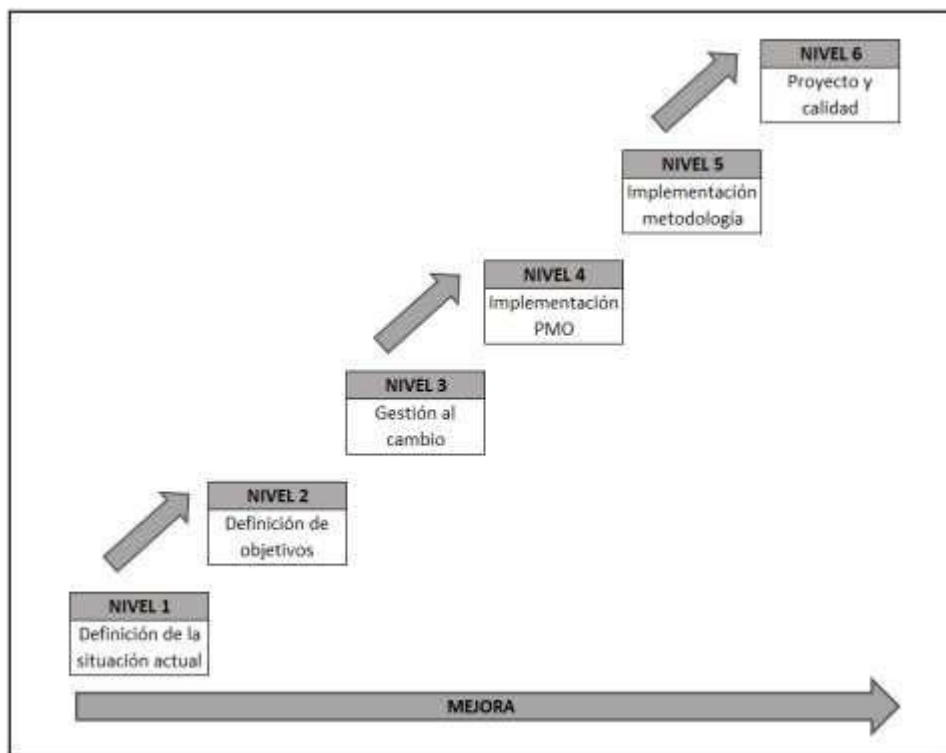 NIVEL 6
Proyecto y
calidad
NIVEL 5
Implementación
metodología
NIVEL 4
Implementación
PMO
NIVEL 3
Gestión al
cambio
NIVEL 2
Definición de
objetivos
NIVEL 1
Definición de la
situación actual
MEJORA